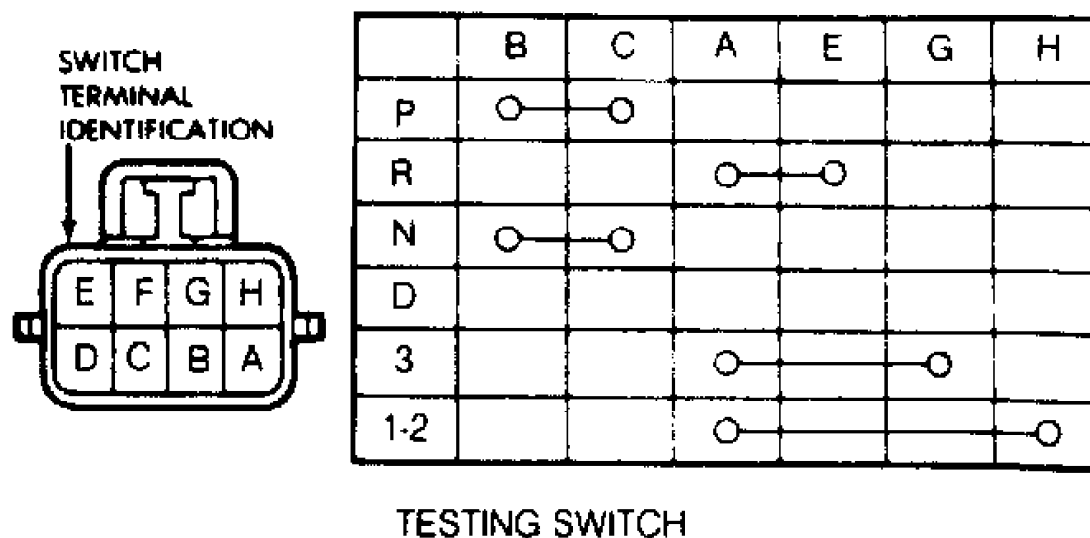 SWITCH
TERMINAL
IDENTIFICATION
E F G H
D C B A
B C A E G H
P
R
N
D
3
1-2
TESTING SWITCH